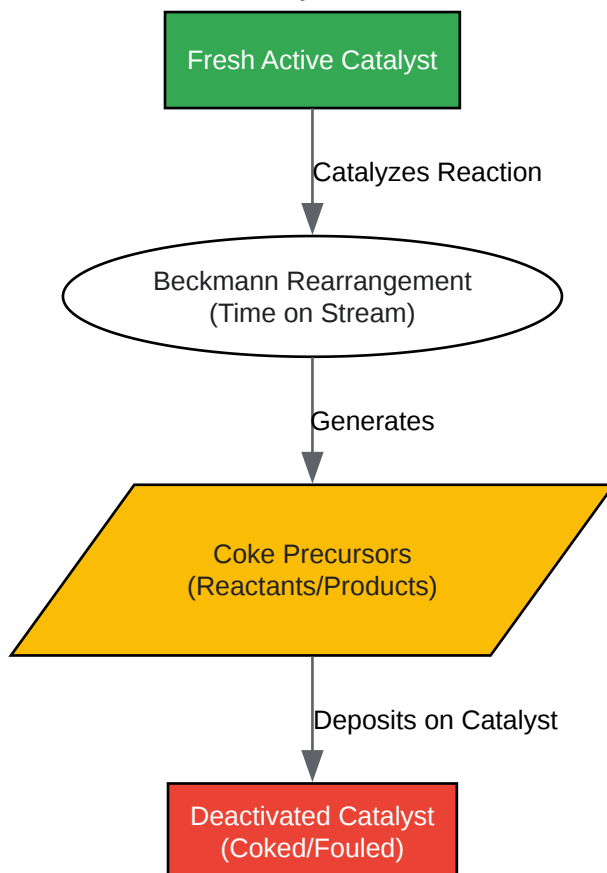 Fresh Active Catalyst
Catalyzes Reaction
Beckmann Rearrangement
(Time on Stream)
Generates
Coke Precursors
(Reactants/Products)
Deposits on Catalyst
Deactivated Catalyst
(Coked/Fouled)